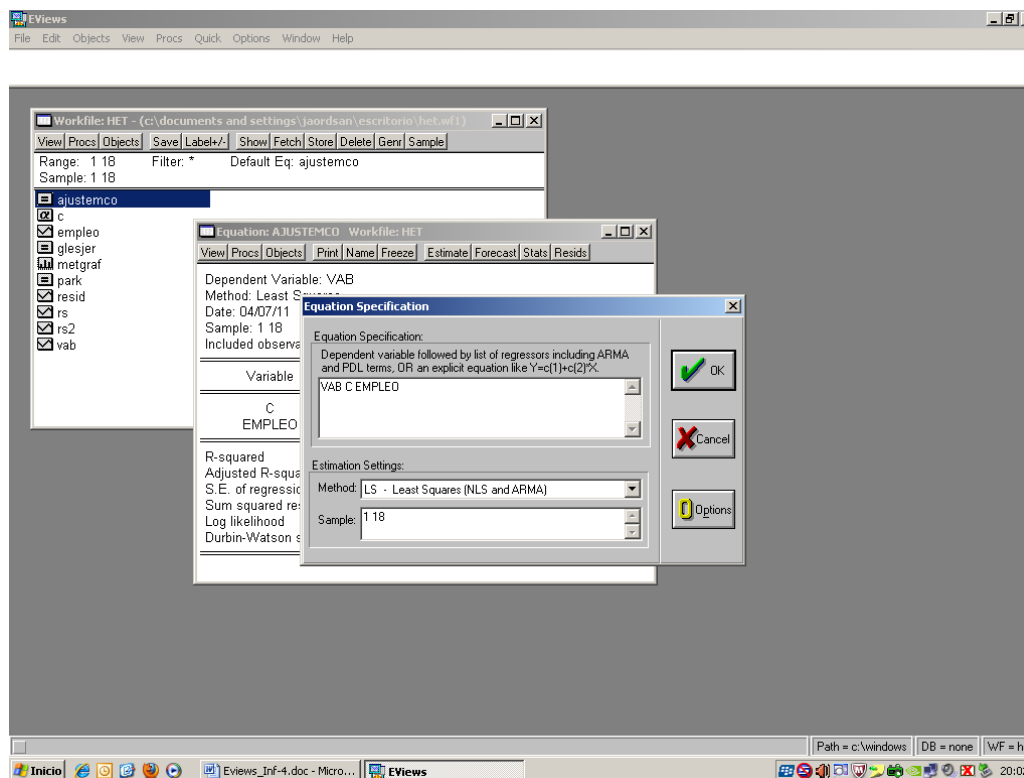 EViews
File Edit Objects View Procs Quick Options Window Help
Workfile: HET - (c:\documents and settings\jaordsan\escritorio\het.wf1)
View Procs Objects Save Label+/- Show Fetch Store Delete Genr Sample
Range: 1 18 Filter: * Default Eq: ajustemco
Sample: 1 18
ajustemco
c
empleo
glesjer
metgraf
park
resid
rs
rs2
vab
Equation: AJUSTEMCO Workfile: HET
View Procs Objects Print Name Freeze Estimate Forecast Stats Resids
Dependent Variable: VAB
Method: Least Squares
Date: 04/07/11
Sample: 1 18
Included observa
Variable
C
EMPLEO
R-squared
Adjusted R-squa
S.E. of regressio
Sum squared re
Log likelihood
Durbin-Watson s
Equation Specification
Equation Specification:
Dependent variable followed by list of regressors including ARMA
and PDL terms, OR an explicit equation like Y=c(1)+c(2)*X.
VAB C EMPLEO
Estimation Settings:
Method: LS - Least Squares (NLS and ARMA)
Sample: 1 18
OK
Cancel
Options
Path = c:\windows DB = none WF = h
Inicio Eviews_Inf-4.doc - Micro... EViews 20:0